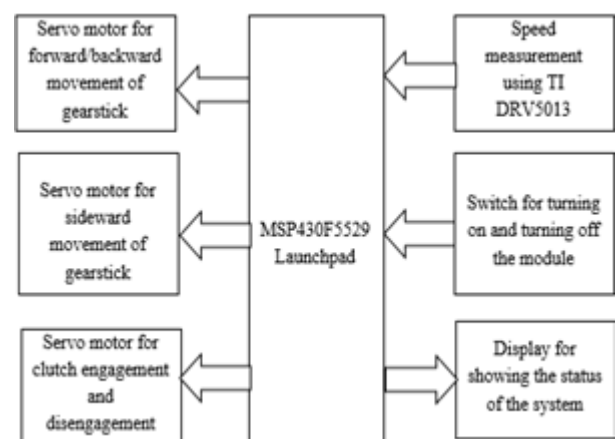 Servo motor for
forward/backward
movement of
gearstick
Servo motor for
sideward
movement of
gearstick
Servo motor for
clutch engagement
and
disengagement
MSP430F5529
Launchpad
Speed
measurement
using TI
DRV5013
Switch for turning
on and turning off
the module
Display for
showing the status
of the system